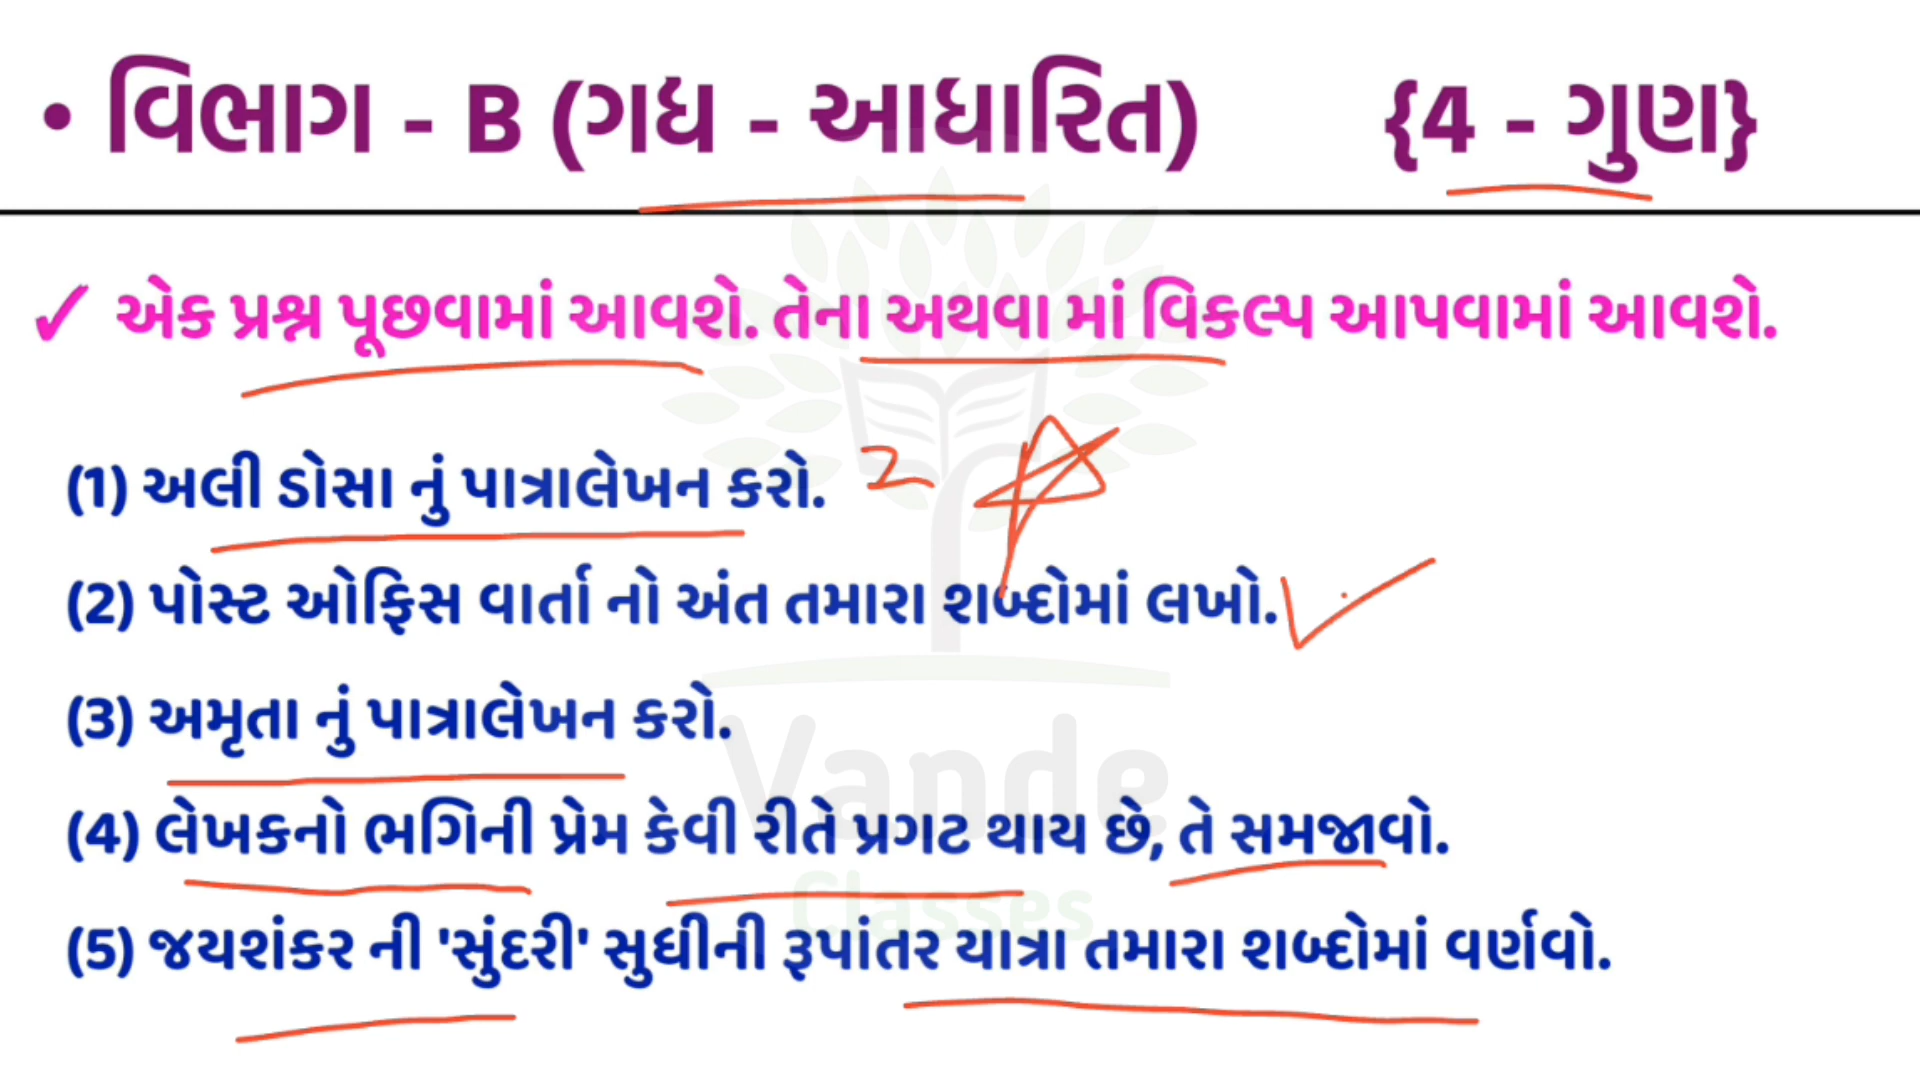 • વિભાગ - B (ગદ્ય - આધારિત) {4 - ગુણ}
✓ એક પ્રશ્ન પૂછવામાં આવશે. તેના અથવા માં વિકલ્પ આપવામાં આવશે.
(1) અલી ડોસા નું પાત્રાલેખન કરો. 2
(2) પોસ્ટ ઓફિસ વાર્તા નો અંત તમારા શબ્દોમાં લખો.
(3) અમૃતા નું પાત્રાલેખન કરો.
Vande
(4) લેખકનો ભગિની પ્રેમ કેવી રીતે પ્રગટ થાય છે, તે સમજાવો.
Classes
(5) જયશંકર ની 'સુંદરી' સુધીની રૂપાંતર યાત્રા તમારા શબ્દોમાં વર્ણવો.